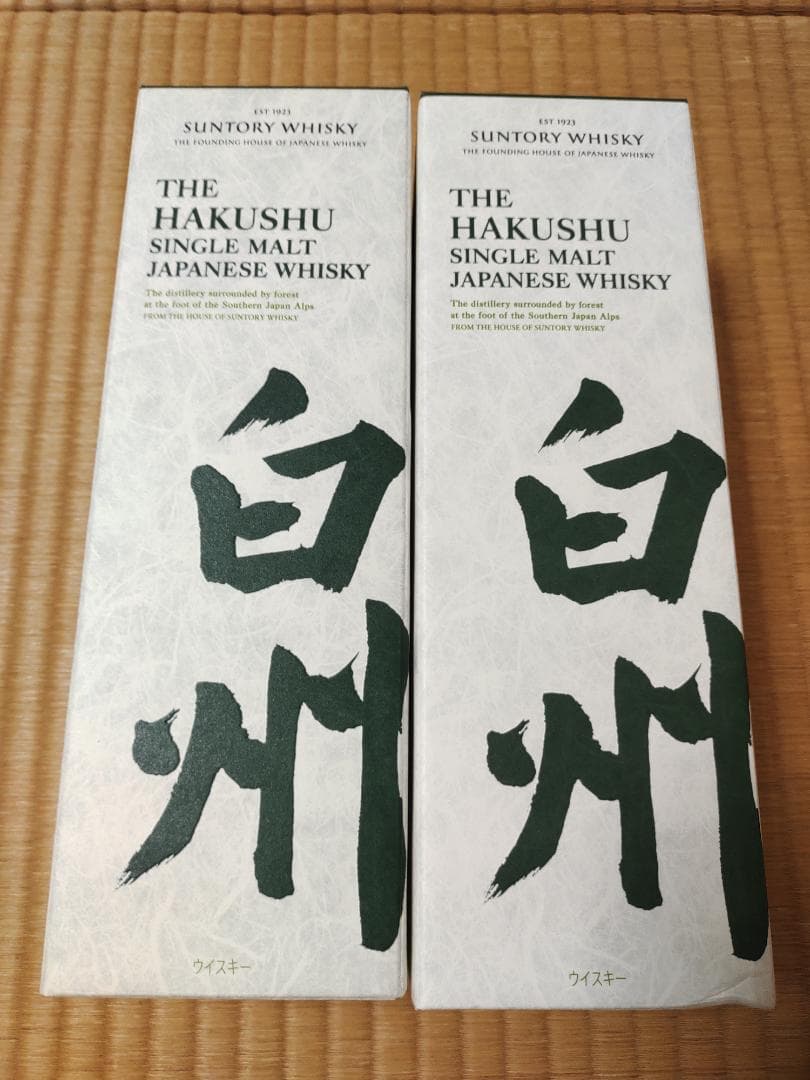 EST 1923
SUNTORY WHISKY
THE FOUNDING HOUSE OF JAPANESE WHISKY
THE
HAKUSHU
SINGLE MALT
JAPANESE WHISKY
The distillery surrounded by forest
at the foot of the Southern Japan Alps
FROM THE HOUSE OF SUNTORY WHISKY
白州
ウイスキー
EST 1923
SUNTORY WHISKY
THE FOUNDING HOUSE OF JAPANESE WHISKY
THE
HAKUSHU
SINGLE MALT
JAPANESE WHISKY
The distillery surrounded by forest
at the foot of the Southern Japan Alps
FROM THE HOUSE OF SUNTORY WHISKY
白州
ウイスキー